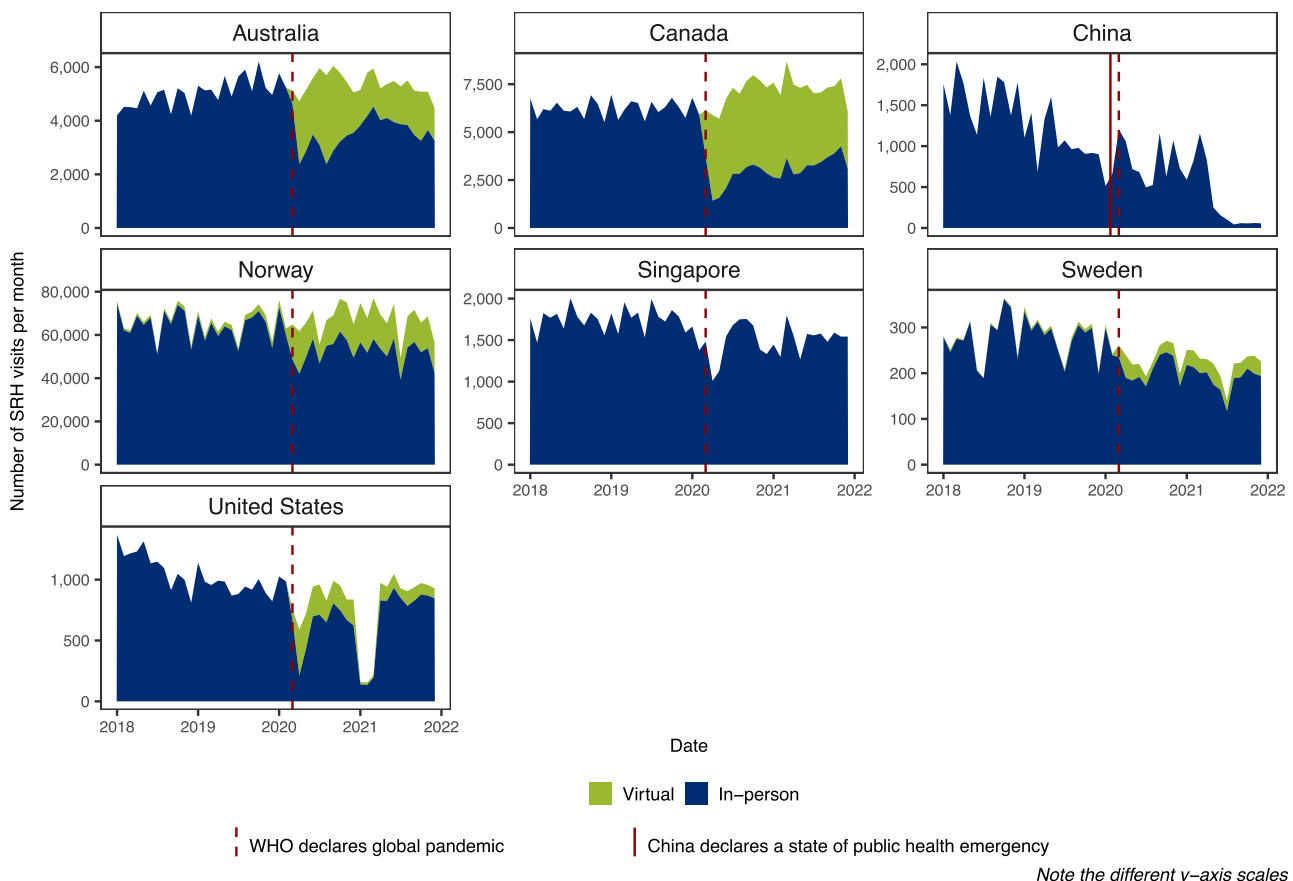 Australia
Canada
China
6,000
4,000
2,000
0
7,500
5,000
2,500
0
2,000
1,500
1,000
500
0
Number of SRH visits per month
Norway
Singapore
Sweden
80,000
60,000
40,000
20,000
0
2,000
1,500
1,000
500
0
300
200
100
0
2018 2019 2020 2021 2022
2018 2019 2020 2021 2022
United States
1,000
500
0
2018 2019 2020 2021 2022
Date
Virtual In−person
WHO declares global pandemic China declares a state of public health emergency
Note the different y−axis scales